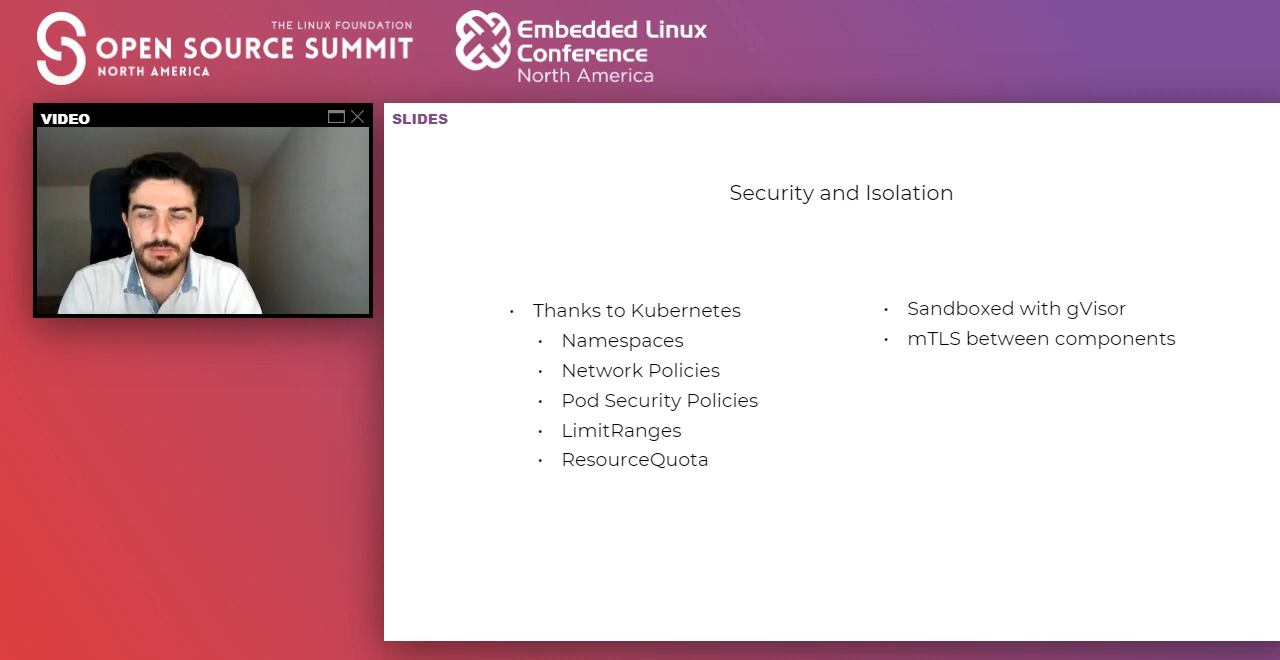 THE LINUX FOUNDATION
OPEN SOURCE SUMMIT
NORTH AMERICA
Embedded Linux
Conference
North America
VIDEO
SLIDES
Security and Isolation
• Thanks to Kubernetes
• Namespaces
• Network Policies
• Pod Security Policies
• LimitRanges
• ResourceQuota
• Sandboxed with gVisor
• mTLS between components